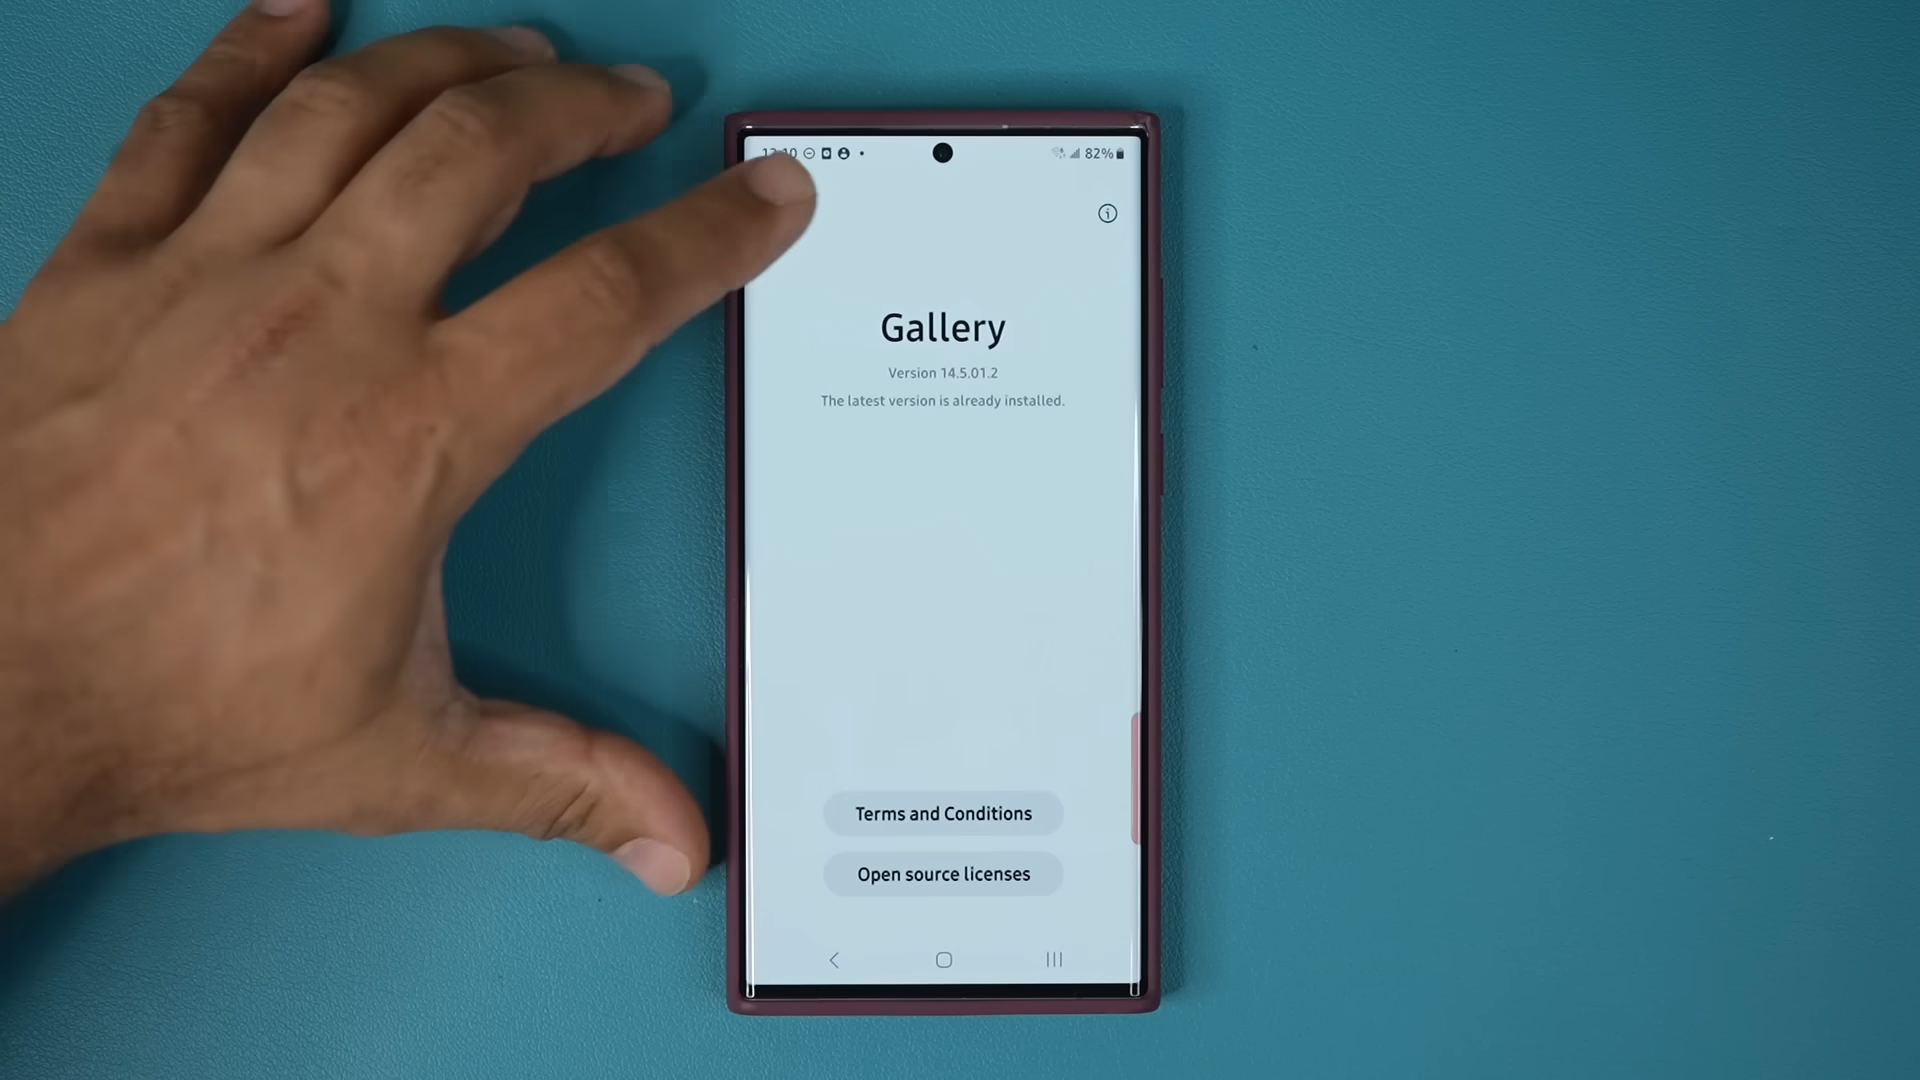 82%
Gallery
Version 14.5.01.2
The latest version is already installed.
Terms and Conditions
Open source licenses